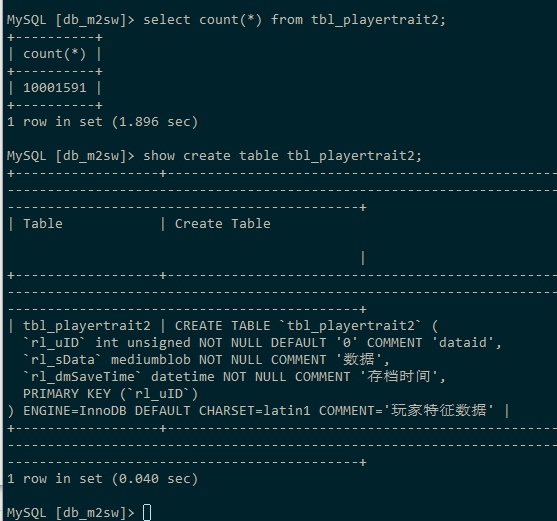 MySQL [db_m2sw]> select count(*) from tbl_playertrait2;
+----------+
| count(*) |
+----------+
| 10001591 |
+----------+
1 row in set (1.896 sec)
MySQL [db_m2sw]> show create table tbl_playertrait2;
+------------------+--------------------------------------------------
---------------------------------------------------------------------
--------------------------------------------+
| Table            | Create Table
|
+------------------+--------------------------------------------------
---------------------------------------------------------------------
--------------------------------------------+
| tbl_playertrait2 | CREATE TABLE `tbl_playertrait2` (
`rl_uID` int unsigned NOT NULL DEFAULT '0' COMMENT 'dataid',
`rl_sData` mediumblob NOT NULL COMMENT '数据',
`rl_dmSaveTime` datetime NOT NULL COMMENT '存档时间',
PRIMARY KEY (`rl_uID`)
) ENGINE=InnoDB DEFAULT CHARSET=latin1 COMMENT='玩家特征数据' |
+------------------+--------------------------------------------------
---------------------------------------------------------------------
--------------------------------------------+
1 row in set (0.040 sec)
MySQL [db_m2sw]>